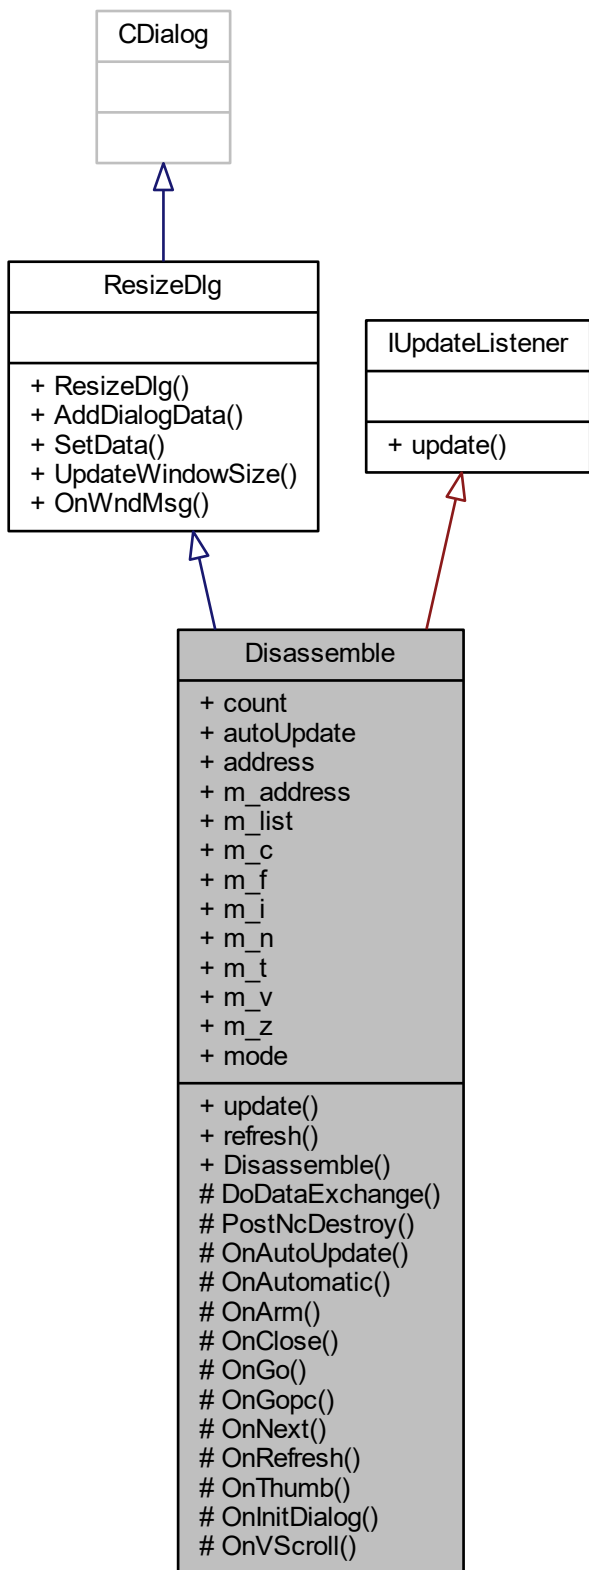 CDialog
ResizeDlg
+ ResizeDlg()
+ AddDialogData()
+ SetData()
+ UpdateWindowSize()
+ OnWndMsg()
IUpdateListener
+ update()
Disassemble
+ count
+ autoUpdate
+ address
+ m_address
+ m_list
+ m_c
+ m_f
+ m_i
+ m_n
+ m_t
+ m_v
+ m_z
+ mode
+ update()
+ refresh()
+ Disassemble()
# DoDataExchange()
# PostNcDestroy()
# OnAutoUpdate()
# OnAutomatic()
# OnArm()
# OnClose()
# OnGo()
# OnGopc()
# OnNext()
# OnRefresh()
# OnThumb()
# OnInitDialog()
# OnVScroll()